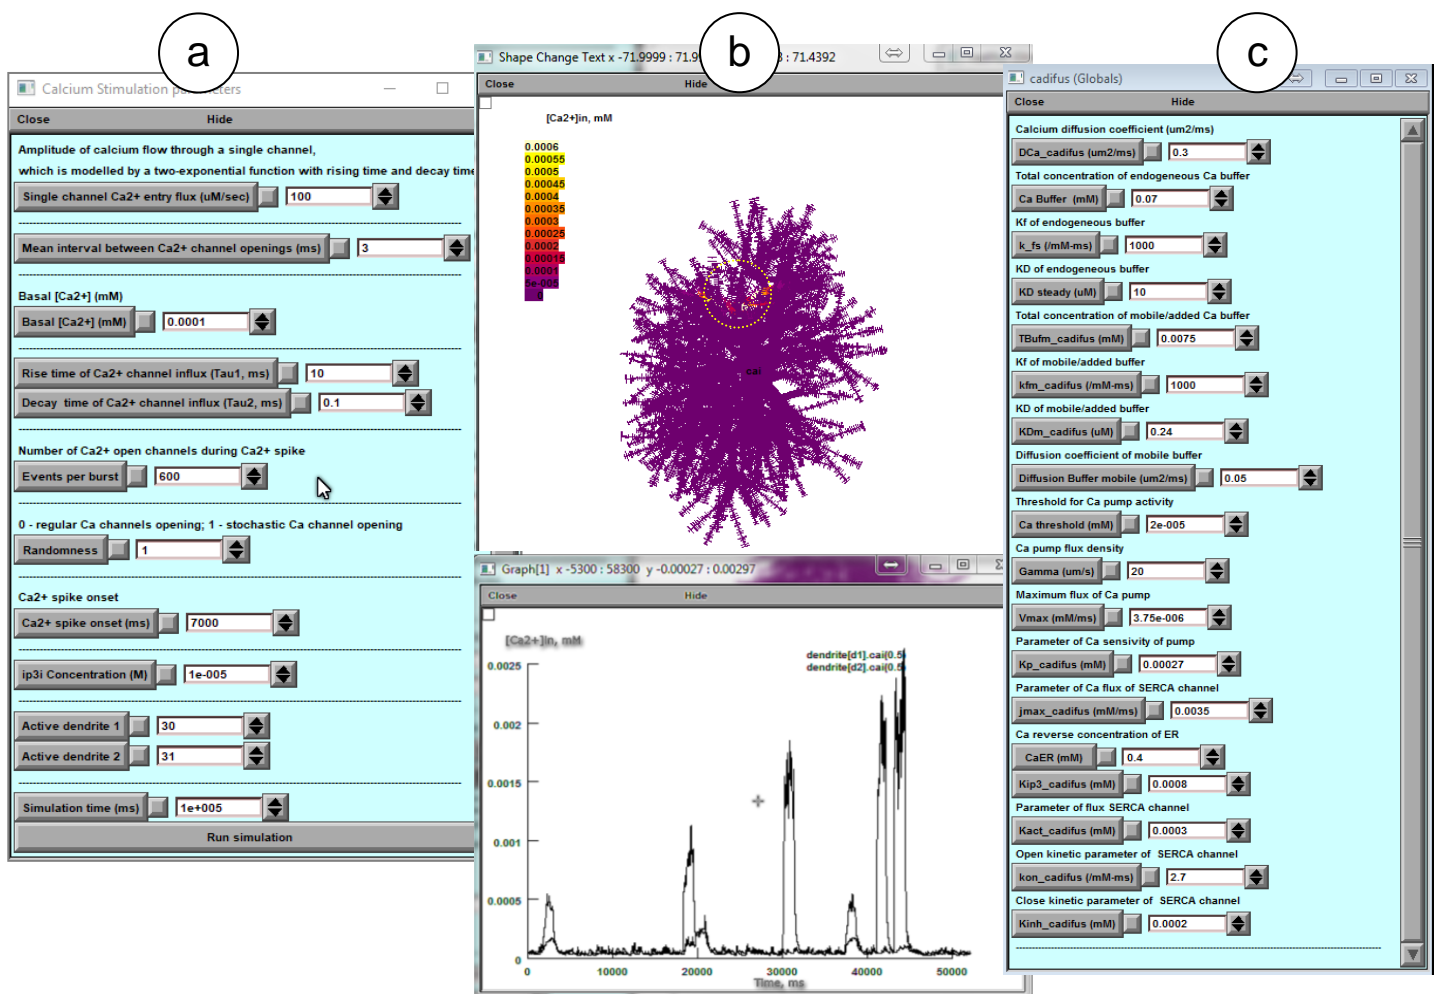 a
Calcium Stimulation parameters
Close Hide
Amplitude of calcium flow through a single channel,
which is modelled by a two-exponential function with rising time and decay time
Single channel Ca2+ entry flux (uM/sec) 100
Mean interval between Ca2+ channel openings (ms) 3
Basal [Ca2+] (mM)
Basal [Ca2+] (mM) 0.0001
Rise time of Ca2+ channel influx (Tau1, ms) 10
Decay time of Ca2+ channel influx (Tau2, ms) 0.1
Number of Ca2+ open channels during Ca2+ spike
Events per burst 600
0 - regular Ca channels opening; 1 - stochastic Ca channel opening
Randomness 1
Ca2+ spike onset
Ca2+ spike onset (ms) 7000
ip3i Concentration (M) 1e-005
Active dendrite 1 30
Active dendrite 2 31
Simulation time (ms) 1e+005
Run simulation
b
Shape Change Text x -71.9999 : 71.9 : 71.4392
Close Hide
[Ca2+]in, mM
0.0006
0.00055
0.0005
0.00045
0.0004
0.00035
0.0003
0.00025
0.0002
0.00015
0.0001
5e-005
0
cai
Graph[1] x -5300 : 58300 y -0.00027 : 0.00297
Close Hide
[Ca2+]in, mM
dendrite[d1].cai(0.5)
dendrite[d2].cai(0.5)
0.0025
0.002
0.0015
0.001
0.0005
0
0 10000 20000 30000 40000 50000
Time, ms
c
cadifus (Globals)
Close Hide
Calcium diffusion coefficient (um2/ms)
DCa_cadifus (um2/ms) 0.3
Total concentration of endogeneous Ca buffer
Ca Buffer (mM) 0.07
Kf of endogeneous buffer
k_fs (/mM-ms) 1000
KD of endogeneous buffer
KD steady (uM) 10
Total concentration of mobile/added Ca buffer
TBufm_cadifus (mM) 0.0075
Kf of mobile/added buffer
kfm_cadifus (/mM-ms) 1000
KD of mobile/added buffer
KDm_cadifus (uM) 0.24
Diffusion coefficient of mobile buffer
Diffusion Buffer mobile (um2/ms) 0.05
Threshold for Ca pump activity
Ca threshold (mM) 2e-005
Ca pump flux density
Gamma (um/s) 20
Maximum flux of Ca pump
Vmax (mM/ms) 3.75e-006
Parameter of Ca sensivity of pump
Kp_cadifus (mM) 0.00027
Parameter of Ca flux of SERCA channel
jmax_cadifus (mM/ms) 0.0035
Ca reverse concentration of ER
CaER (mM) 0.4
Kip3_cadifus (mM) 0.0008
Parameter of flux SERCA channel
Kact_cadifus (mM) 0.0003
Open kinetic parameter of SERCA channel
kon_cadifus (/mM-ms) 2.7
Close kinetic parameter of SERCA channel
Kinh_cadifus (mM) 0.0002